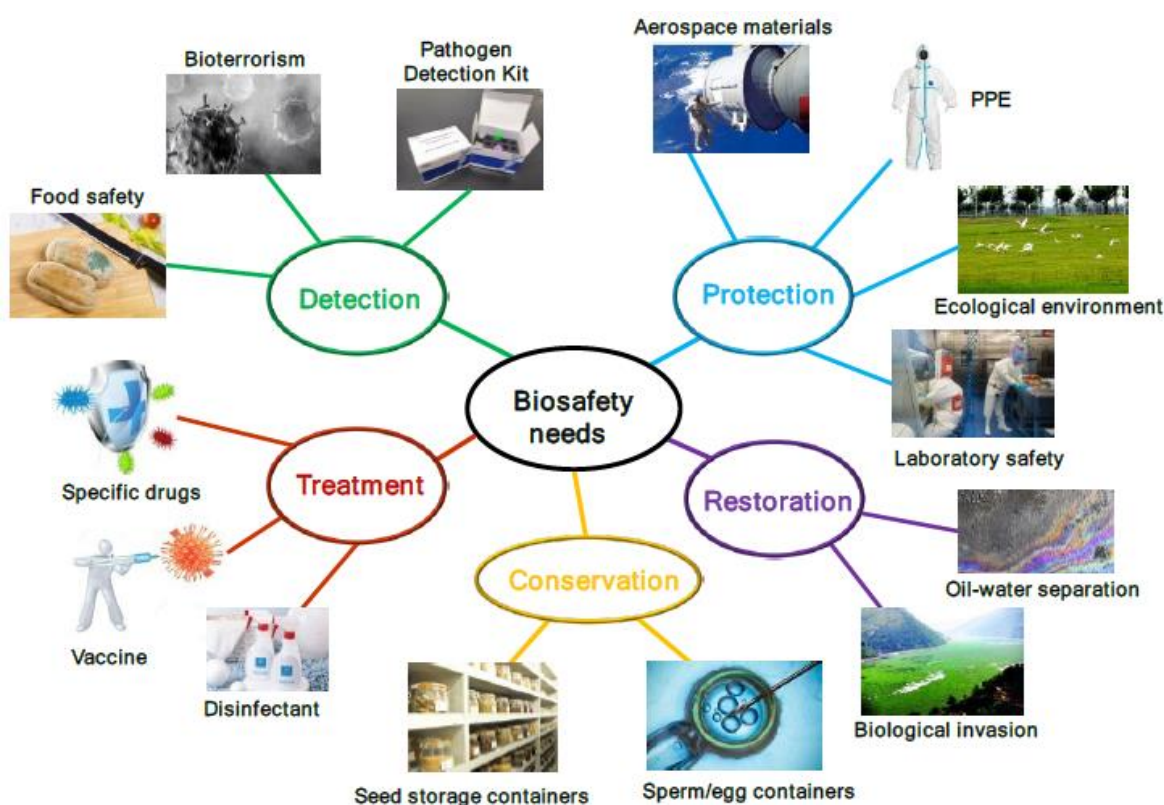 Aerospace materials
Bioterrorism
Pathogen
Detection Kit
PPE
Food safety
Detection
Protection
Ecological environment
Biosafety
needs
Laboratory safety
Treatment
Specific drugs
Restoration
Conservation
Oil-water separation
Vaccine
Disinfectant
Biological invasion
Seed storage containers
Sperm/egg containers